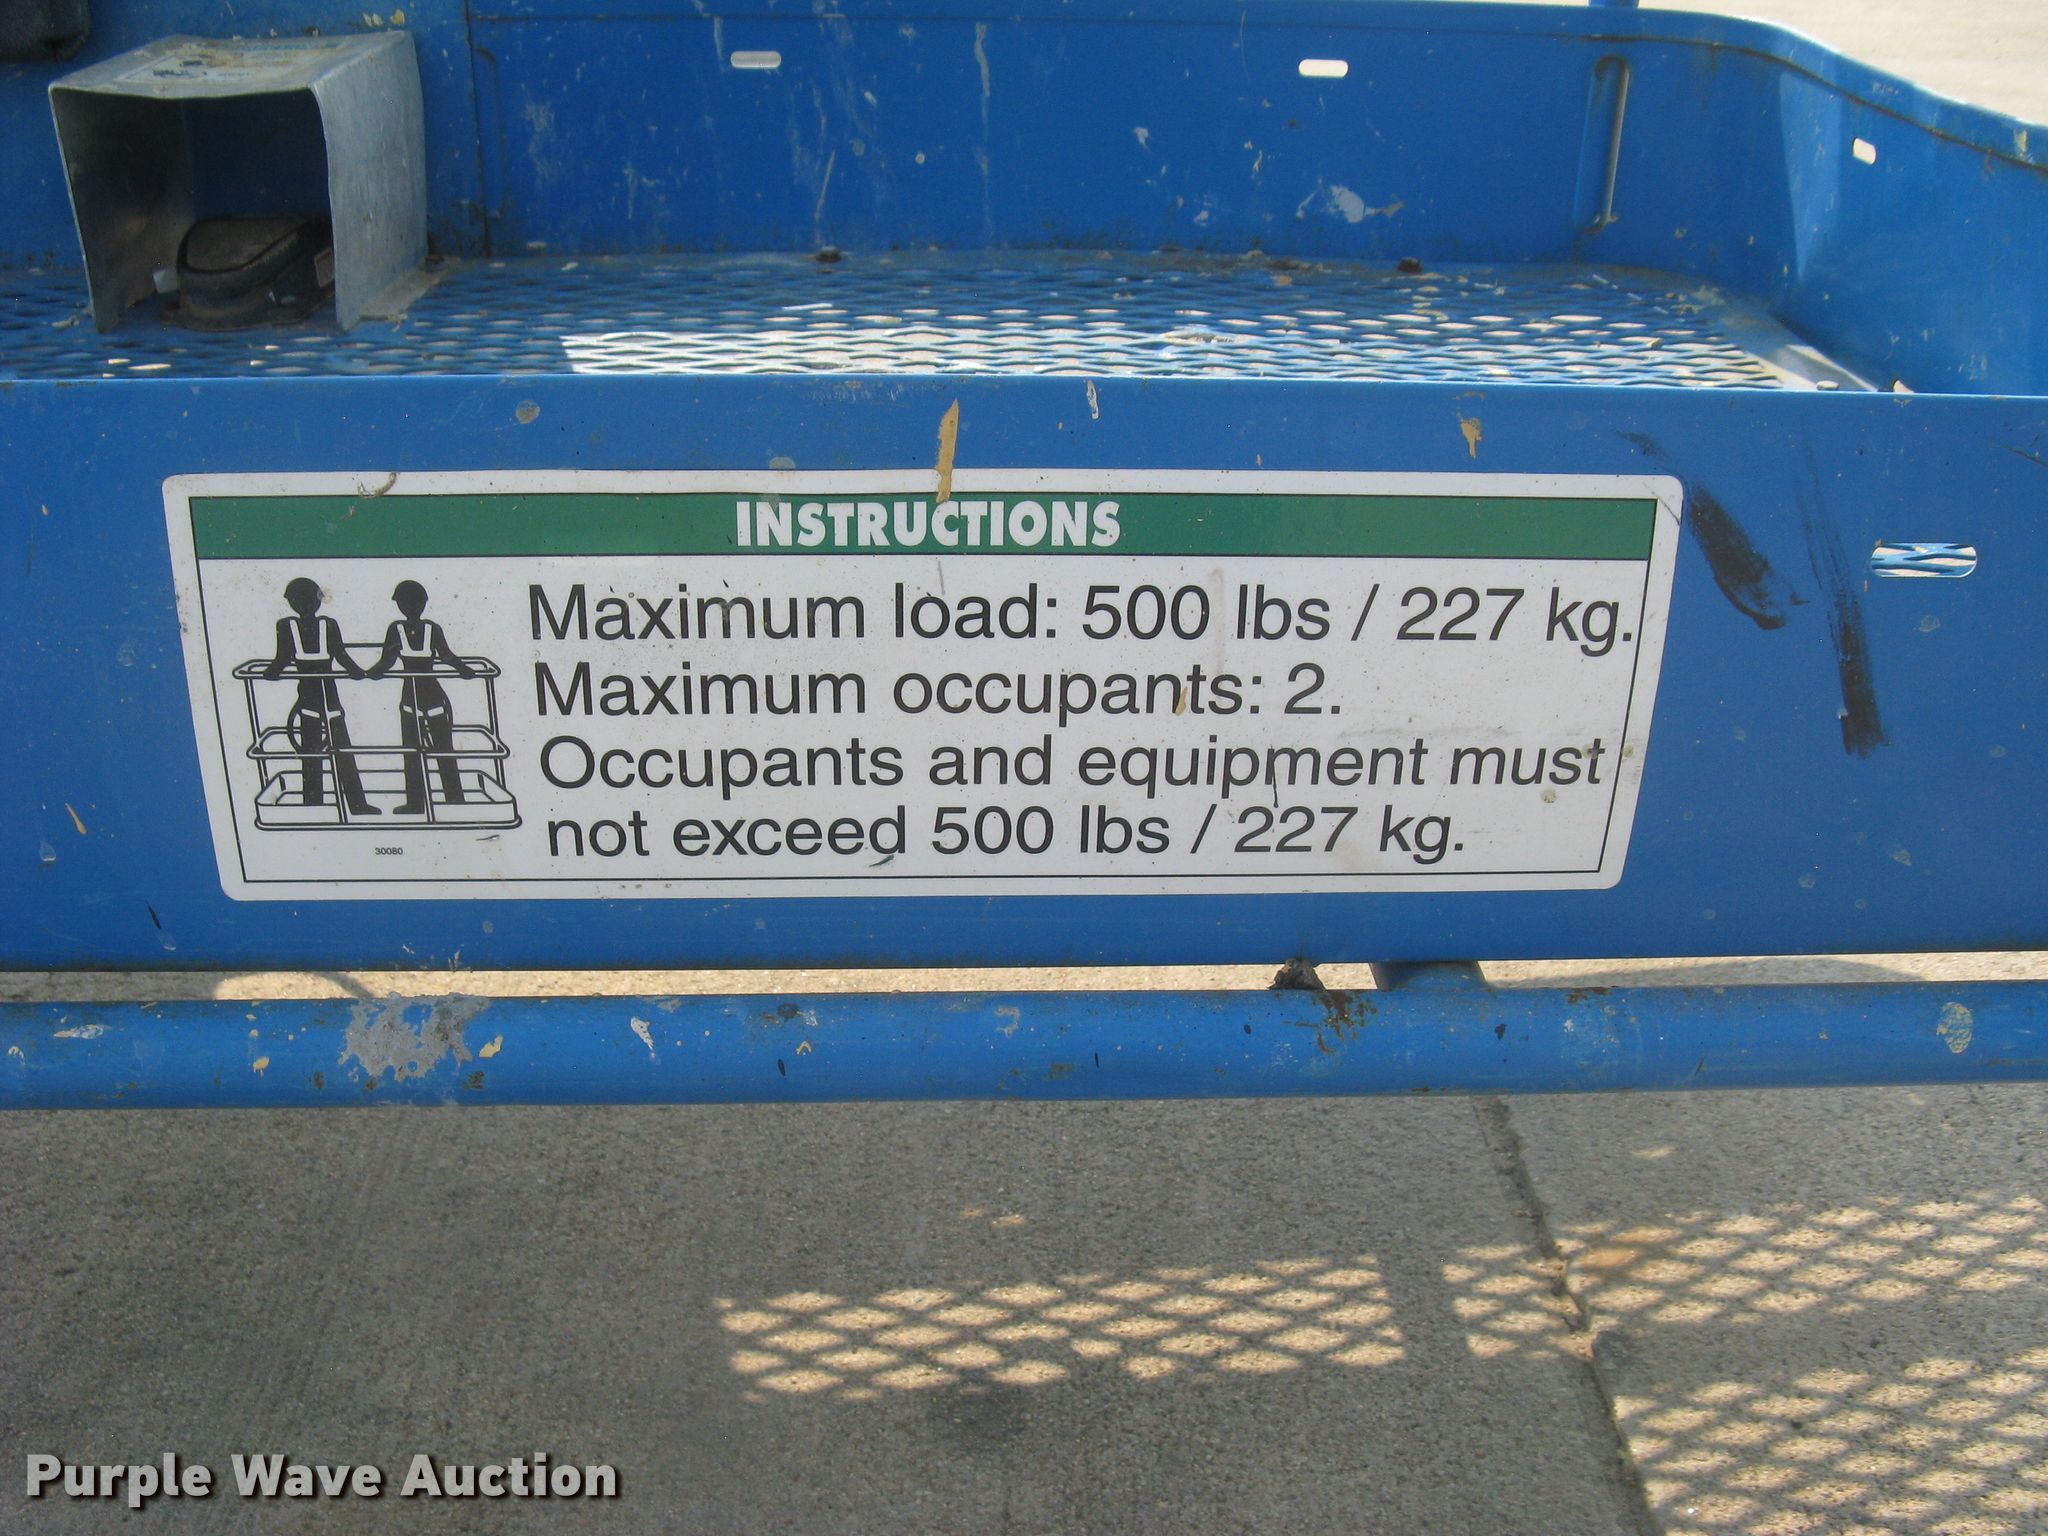 INSTRUCTIONS
Maximum load: 500 lbs / 227 kg.
Maximum occupants: 2.
Occupants and equipment must
not exceed 500 lbs / 227 kg.
30080
Purple Wave Auction